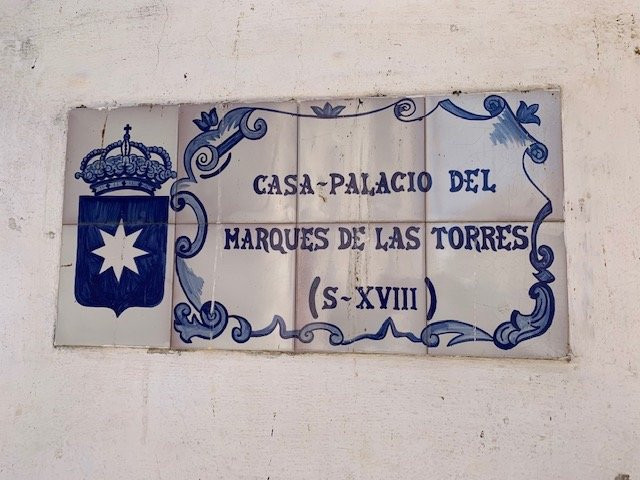 CASA-PALACIO DEL
MARQUES DE LAS TORRES
(S-XVIII)